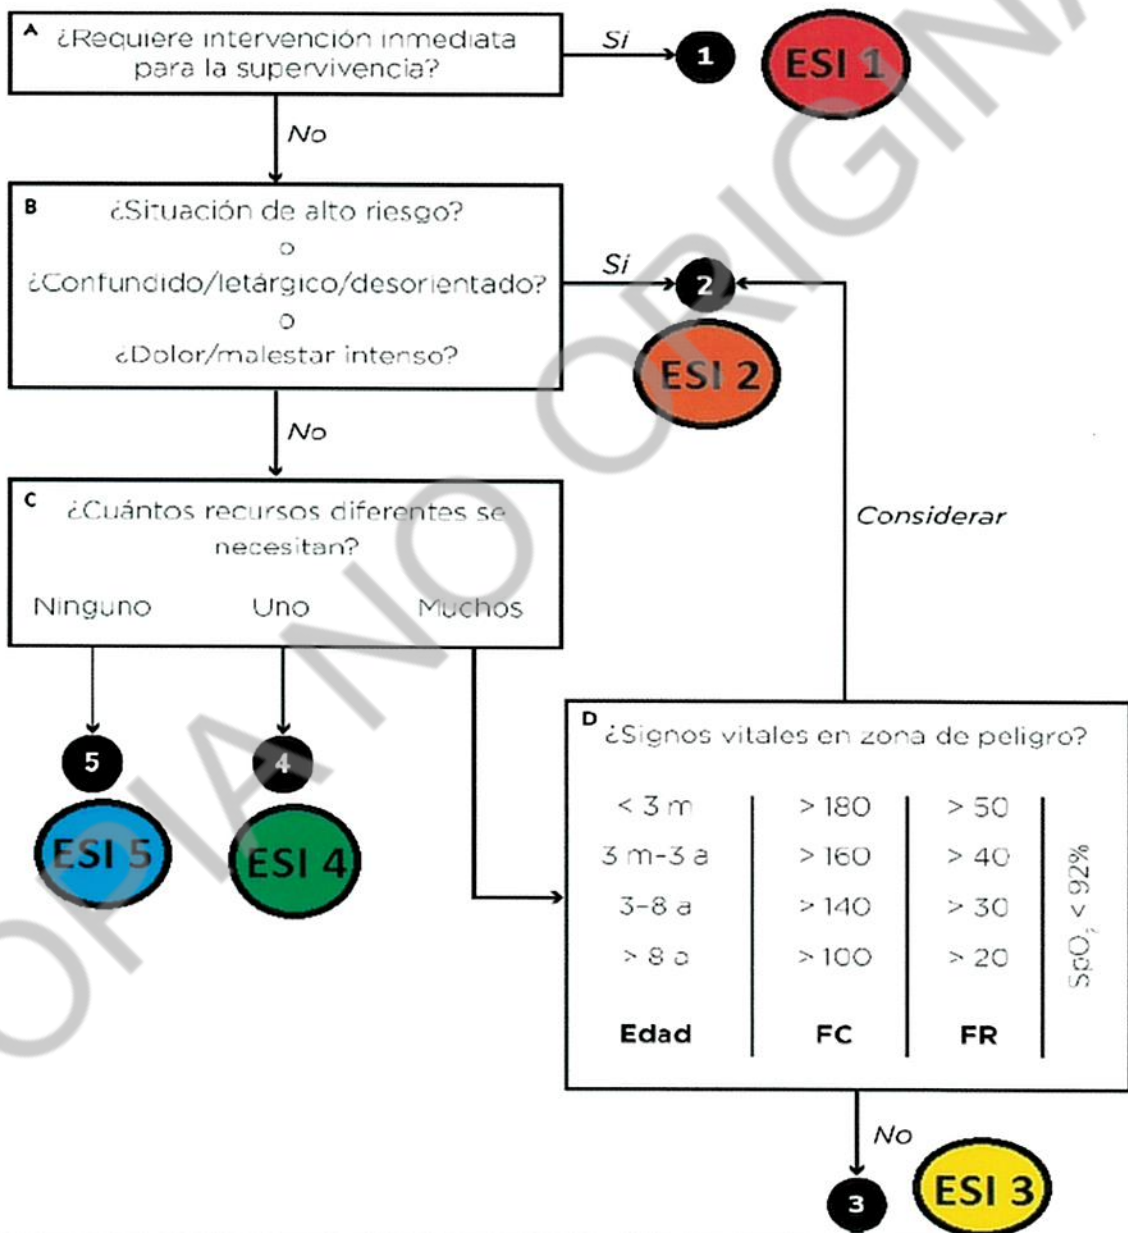 A
¿Requiere intervención inmediata
para la supervivencia?
Sí
1
ESI 1
No
B
¿Situación de alto riesgo?
o
¿Confundido/letárgico/desorientado?
o
¿Dolor/malestar intenso?
Sí
2
ESI 2
No
C
¿Cuántos recursos diferentes se
necesitan?
Ninguno Uno Muchos
Considerar
5
ESI 5
4
ESI 4
D
¿Signos vitales en zona de peligro?
< 3 m > 180 > 50
3 m-3 a > 160 > 40
3-8 a > 140 > 30
> 8 a > 100 > 20
Edad FC FR
SpO₂ < 92%
No
3
ESI 3
OPIANO ORIGINA